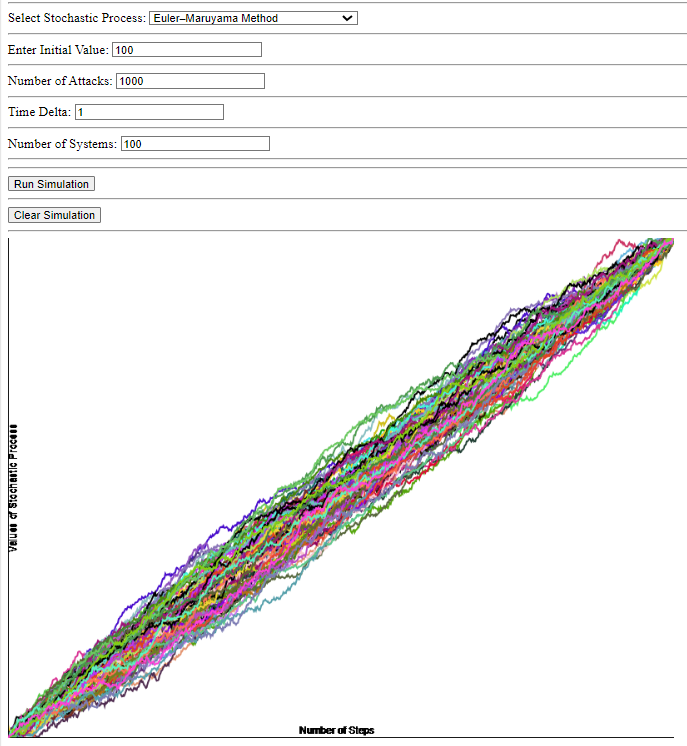 Select Stochastic Process: Euler–Maruyama Method
Enter Initial Value: 100
Number of Attacks: 1000
Time Delta: 1
Number of Systems: 100
Run Simulation
Clear Simulation
Values of Stochastic Process
Number of Steps